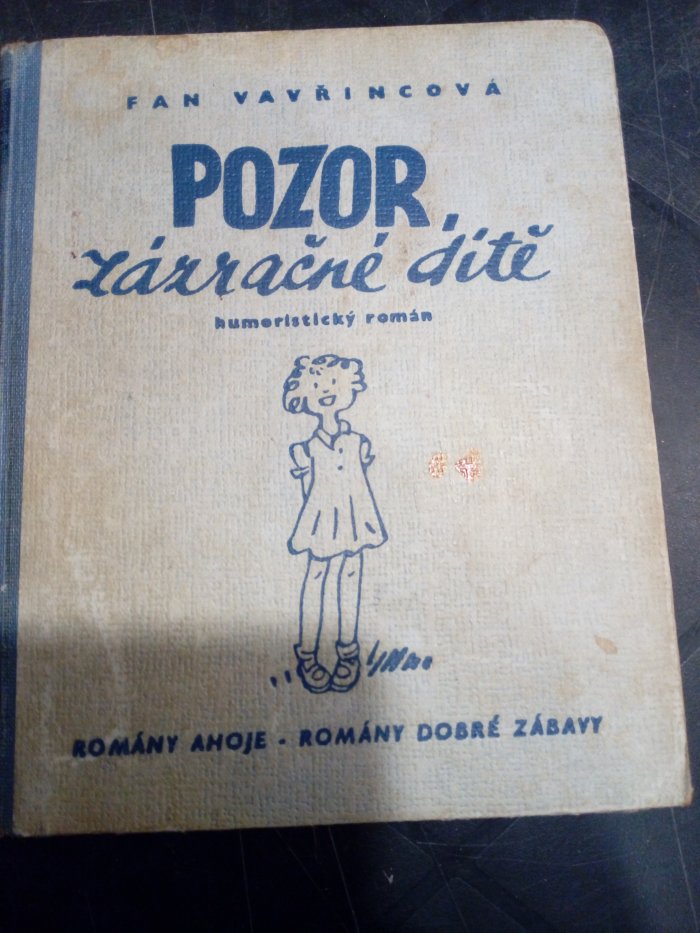 FAN VAVŘINCOVÁ
POZOR,
zázračné dítě
humoristický román
ROMÁNY AHOJE - ROMÁNY DOBRÉ ZÁBAVY